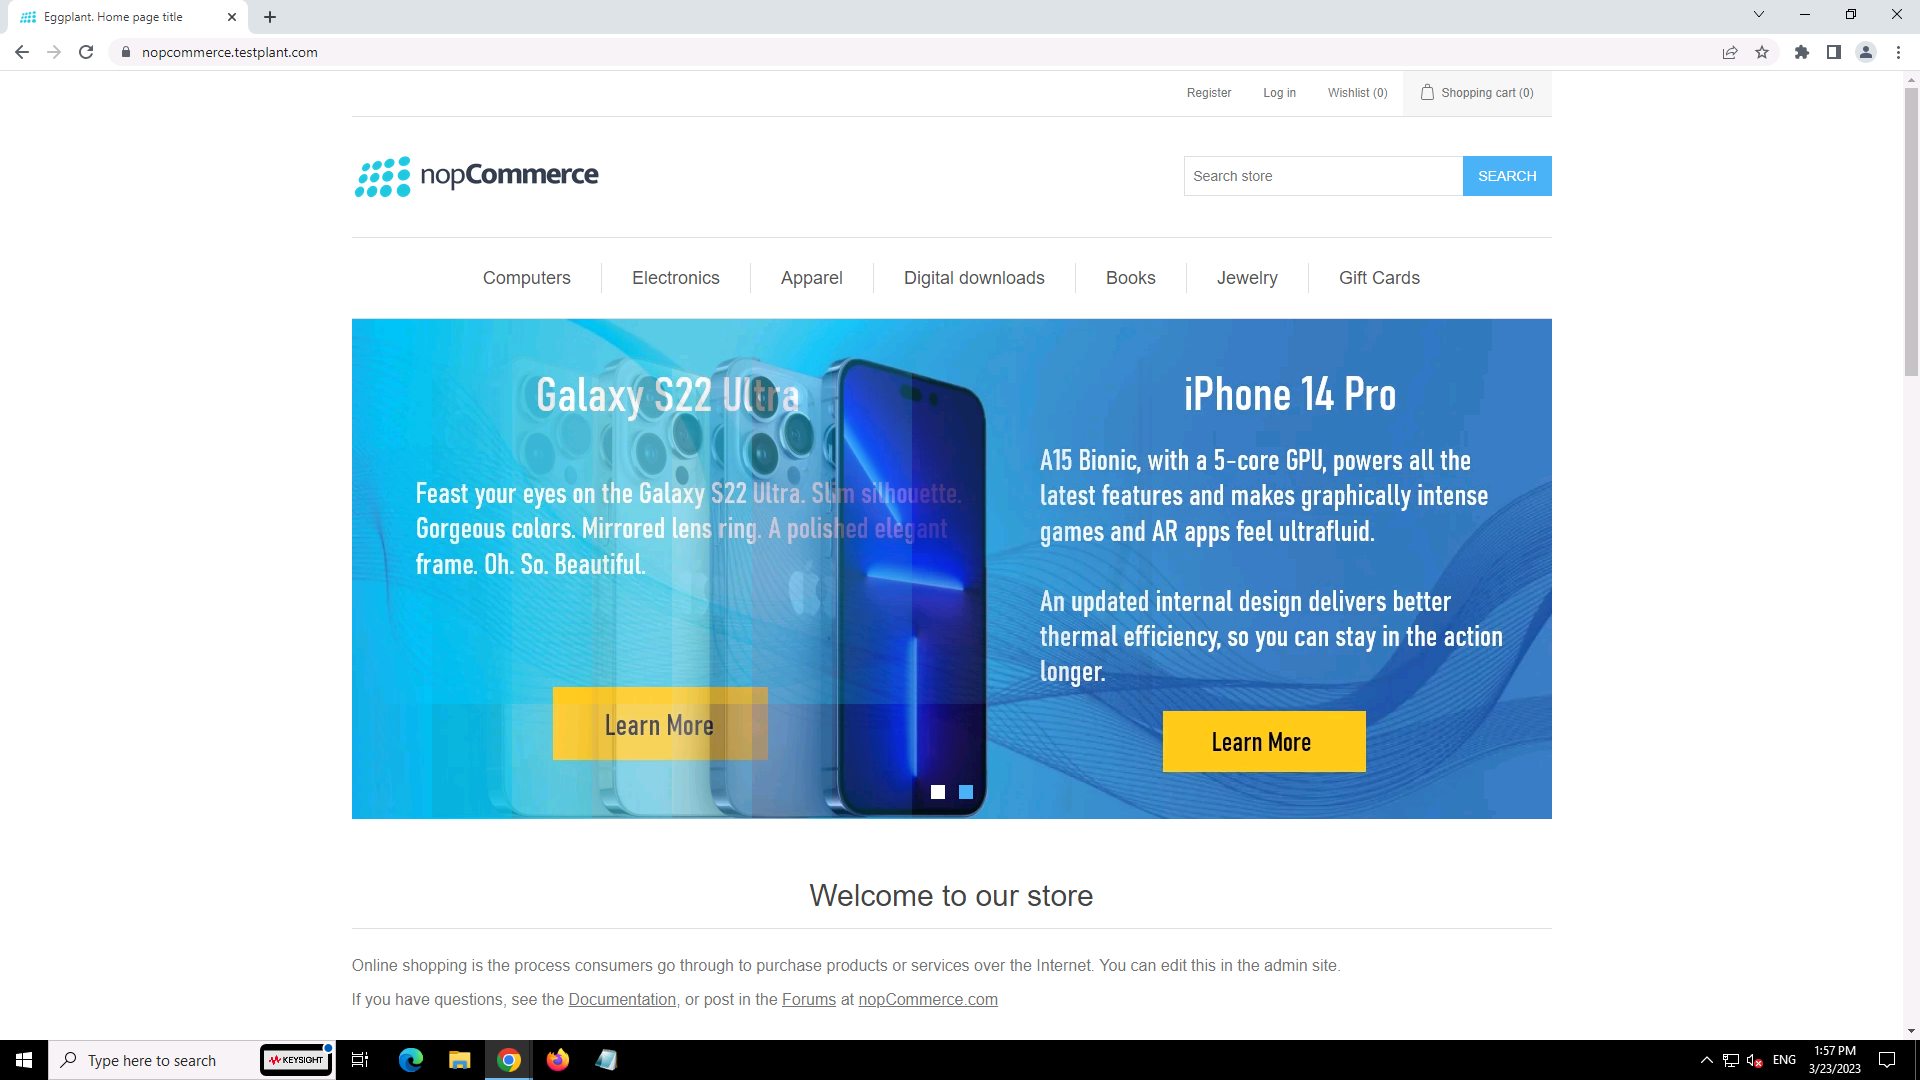 Eggplant. Home page title
nopcommerce.testplant.com
Register
Log in
Wishlist (0)
Shopping cart (0)
nopCommerce
Search store
SEARCH
Computers
Electronics
Apparel
Digital downloads
Books
Jewelry
Gift Cards
Galaxy S22 Ultra
Feast your eyes on the Galaxy S22 Ultra. Slim silhouette.
Gorgeous colors. Mirrored lens ring. A polished elegant
frame. Oh. So. Beautiful.
Learn More
iPhone 14 Pro
A15 Bionic, with a 5-core GPU, powers all the
latest features and makes graphically intense
games and AR apps feel ultrafluid.
An updated internal design delivers better
thermal efficiency, so you can stay in the action
longer.
Learn More
Welcome to our store
Online shopping is the process consumers go through to purchase products or services over the Internet. You can edit this in the admin site.
If you have questions, see the Documentation, or post in the Forums at nopCommerce.com
Type here to search
KEYSIGHT
ENG
1:57 PM
3/23/2023